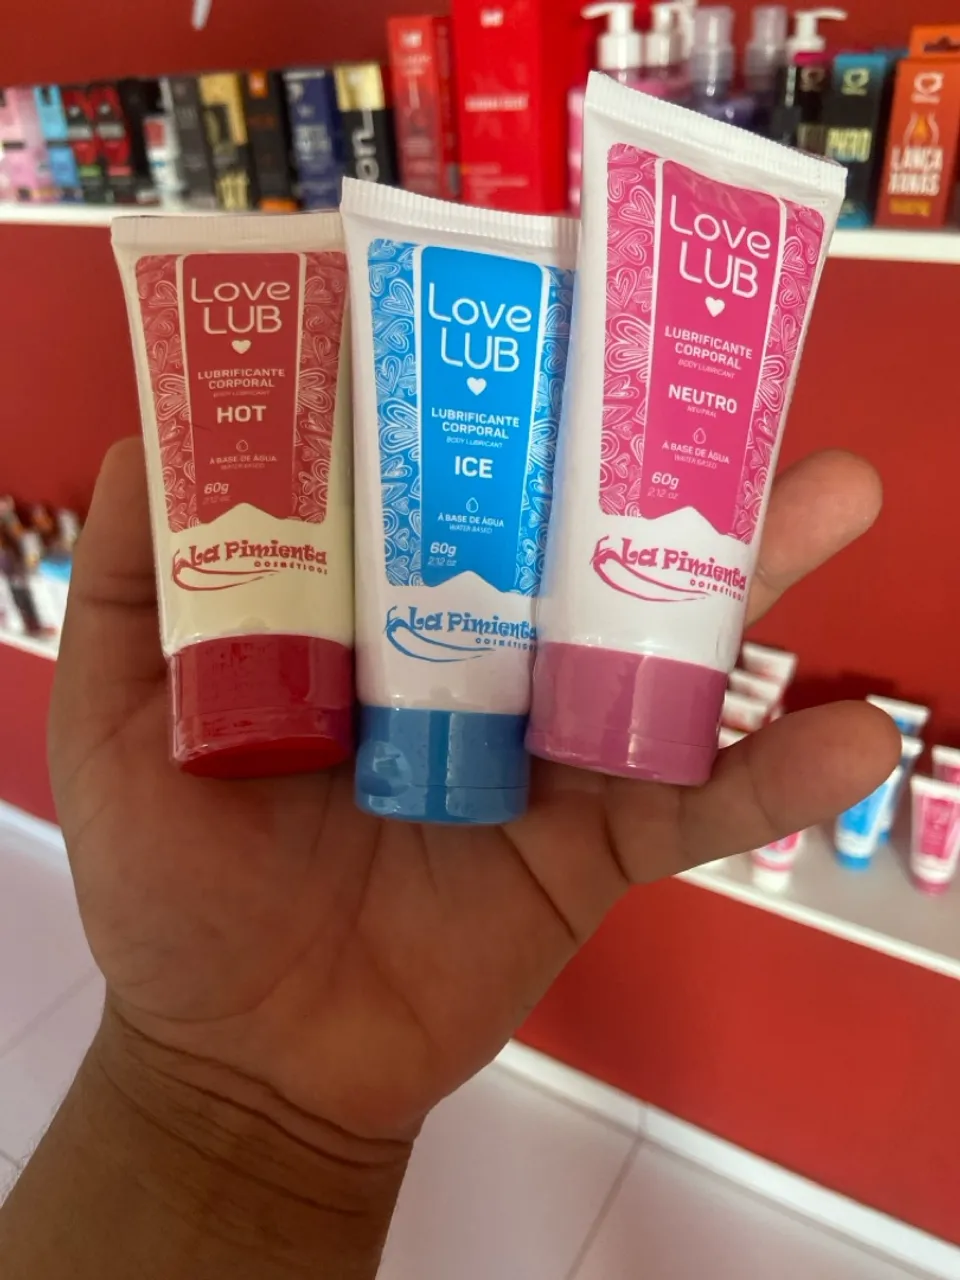 Love
LUB
LUBRIFICANTE
CORPORAL
BODY LUBRICANT
HOT
À BASE DE ÁGUA
WATER BASED
60g
2.12 oz
La Pimienta
COSMÉTICOS
Love
LUB
LUBRIFICANTE
CORPORAL
BODY LUBRICANT
ICE
À BASE DE ÁGUA
WATER BASED
60g
2.12 oz
La Pimienta
COSMÉTICOS
Love
LUB
LUBRIFICANTE
CORPORAL
BODY LUBRICANT
NEUTRO
NEUTRAL
À BASE DE ÁGUA
WATER BASED
60g
2.12 oz
La Pimienta
COSMÉTICOS
LANÇA